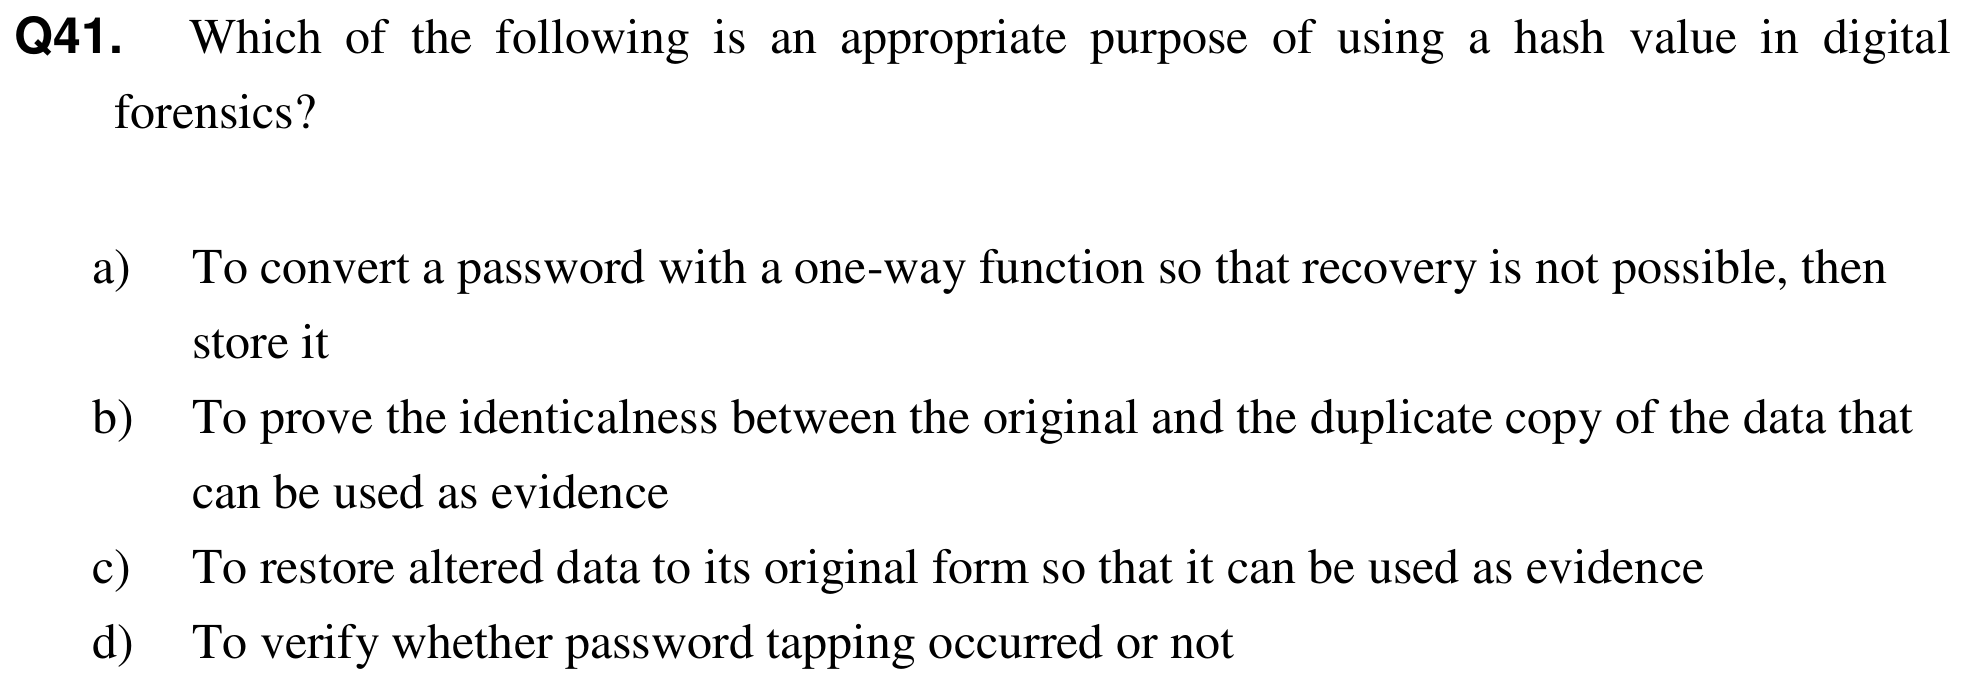 Q41. Which of the following is an appropriate purpose of using a hash value in digital
forensics?
a) To convert a password with a one-way function so that recovery is not possible, then
store it
b) To prove the identicalness between the original and the duplicate copy of the data that
can be used as evidence
c) To restore altered data to its original form so that it can be used as evidence
d) To verify whether password tapping occurred or not